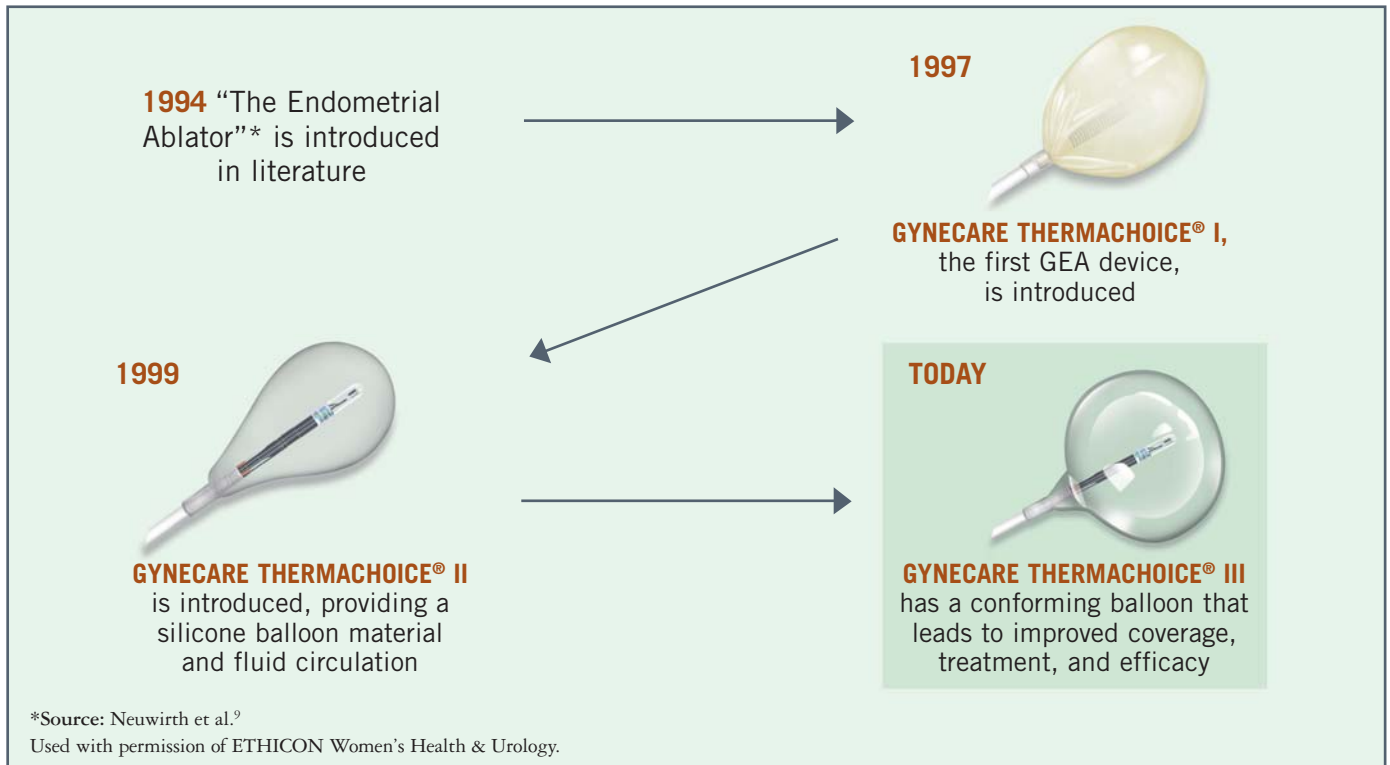 1994 “The Endometrial
Ablator”* is introduced
in literature
1997
GYNECARE THERMACHOICE® I,
the first GEA device,
is introduced
1999
GYNECARE THERMACHOICE® II
is introduced, providing a
silicone balloon material
and fluid circulation
TODAY
GYNECARE THERMACHOICE® III
has a conforming balloon that
leads to improved coverage,
treatment, and efficacy
*Source: Neuwirth et al.⁹
Used with permission of ETHICON Women’s Health & Urology.